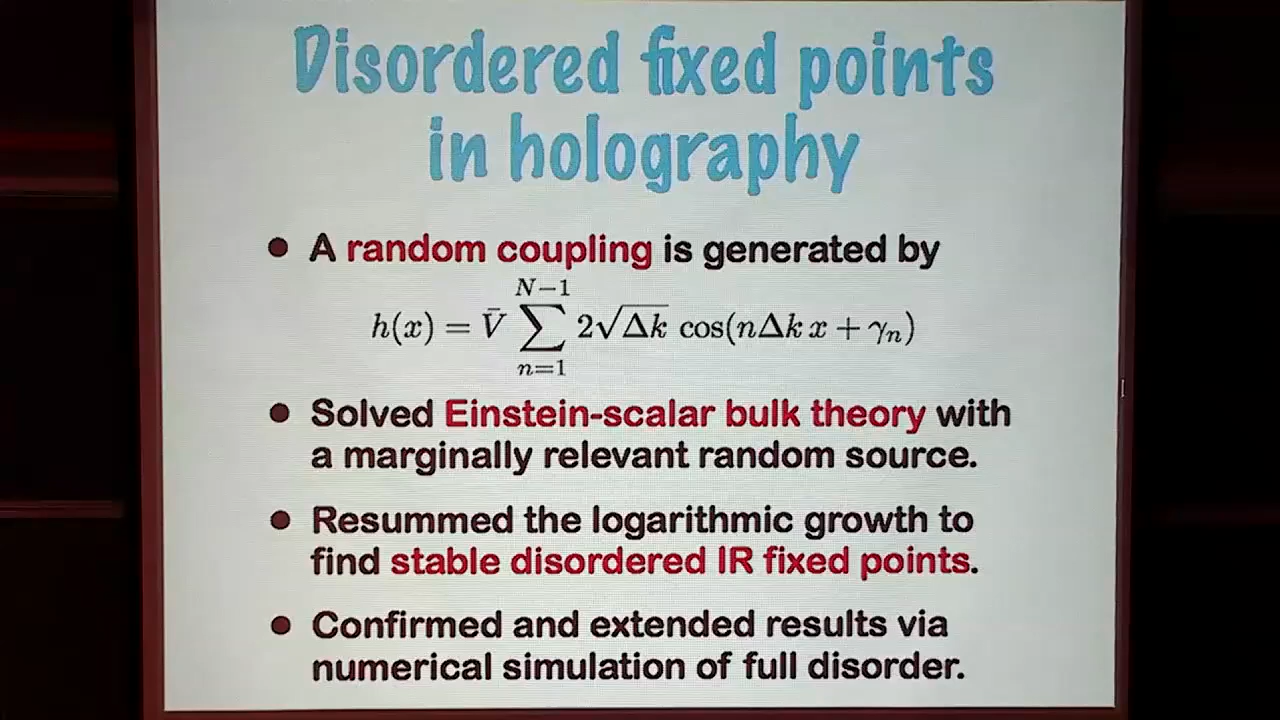 Disordered fixed points
in holography
• A random coupling is generated by
h(x) = V̄ ∑_{n=1}^{N−1} 2√Δk cos(nΔk x + γₙ)
• Solved Einstein-scalar bulk theory with
a marginally relevant random source.
• Resummed the logarithmic growth to
find stable disordered IR fixed points.
• Confirmed and extended results via
numerical simulation of full disorder.